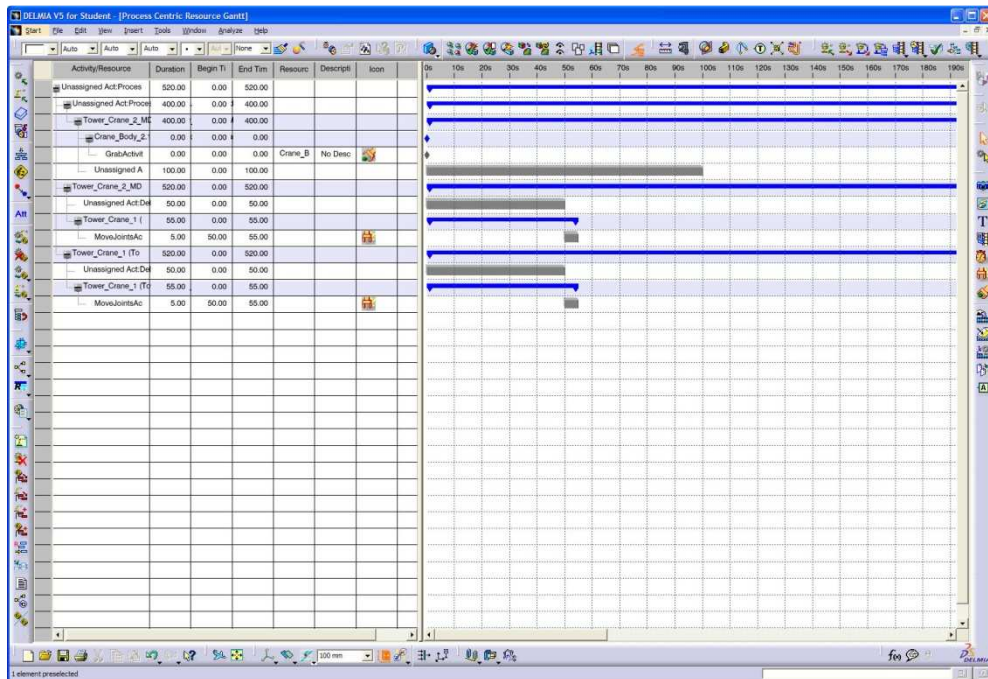 DELMIA V5 for Student - [Process Centric Resource Gantt]
Start File Edit View Insert Tools Window Analyze Help
Auto Auto Auto None
Activity/Resource Duration Begin Ti End Tim Resourc Descripti Icon 0s 10s 20s 30s 40s 50s 60s 70s 80s 90s 100s 110s 120s 130s 140s 150s 160s 170s 180s 190s
Unassigned Act:Proces 520.00 0.00 520.00
Unassigned Act:Proces 400.00 0.00 400.00
Tower_Crane_2_MD 400.00 0.00 400.00
Crane_Body_2. 0.00 0.00 0.00
GrabActivit 0.00 0.00 0.00 Crane_B No Desc
Unassigned A 100.00 0.00 100.00
Tower_Crane_2_MD 520.00 0.00 520.00
Unassigned Act:Del 50.00 0.00 50.00
Tower_Crane_1 ( 55.00 0.00 55.00
MoveJointsAc 5.00 50.00 55.00
Tower_Crane_1 (To 520.00 0.00 520.00
Unassigned Act:Del 50.00 0.00 50.00
Tower_Crane_1 (To 55.00 0.00 55.00
MoveJointsAc 5.00 50.00 55.00
Att
T
100 mm
f(x)
DELMIA
1 element preselected